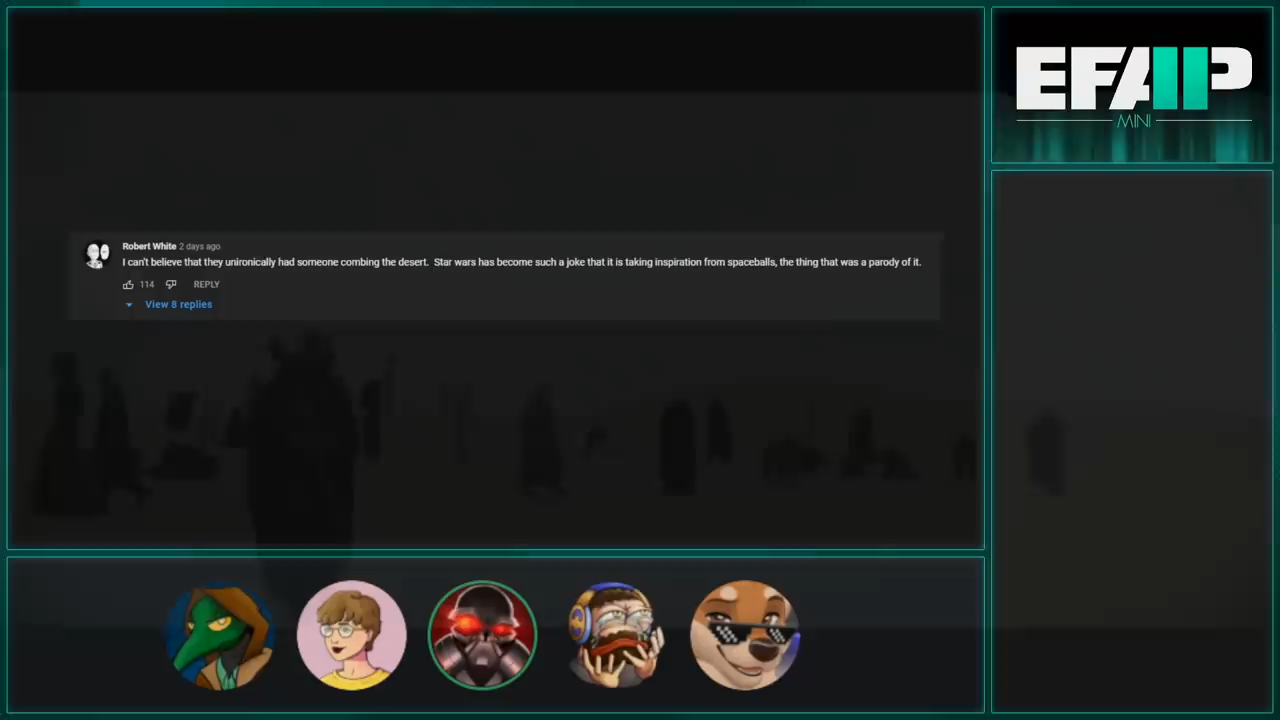 EFAP
MINI
Robert White 2 days ago
I can't believe that they unironically had someone combing the desert. Star wars has become such a joke that it is taking inspiration from spaceballs, the thing that was a parody of it.
114 REPLY
View 8 replies